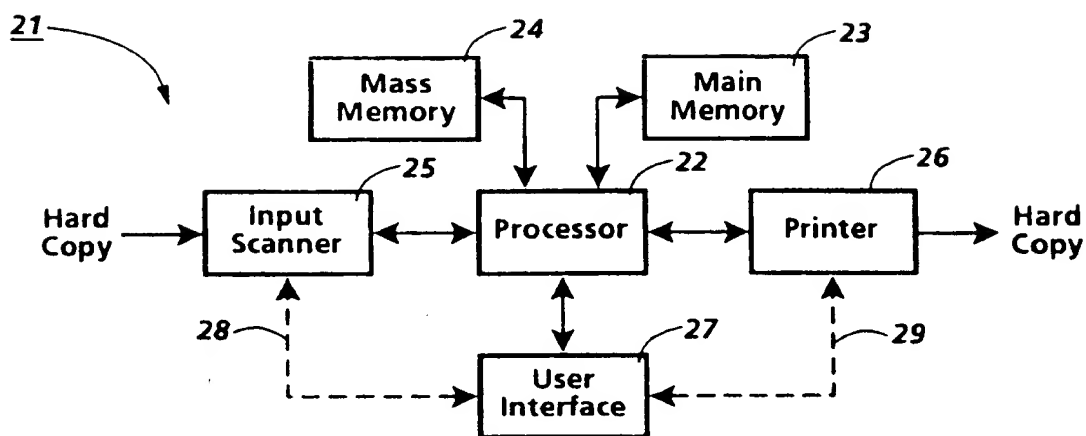 21
24
23
Mass
Memory
Main
Memory
25
22
26
Hard
Copy
Input
Scanner
Processor
Printer
Hard
Copy
28
27
29
User
Interface